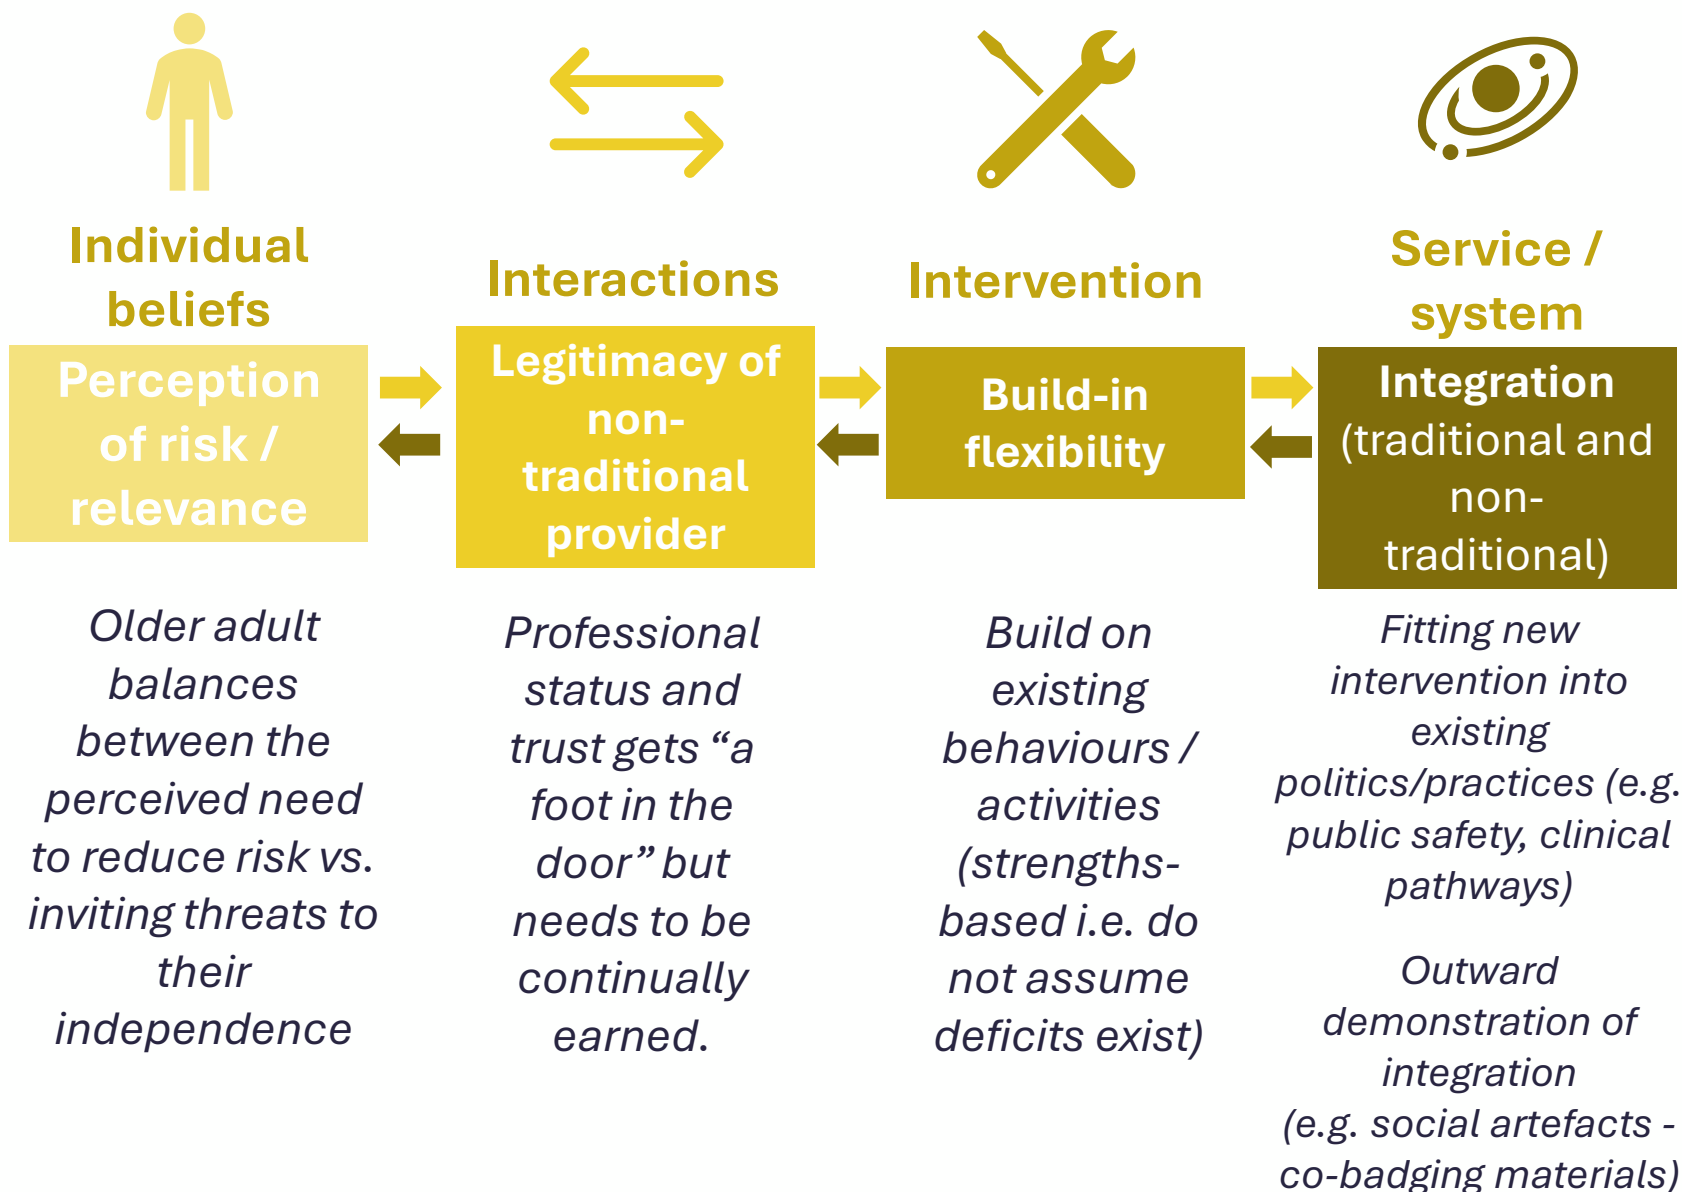 Individual
beliefs
Perception
of risk /
relevance
Older adult
balances
between the
perceived need
to reduce risk vs.
inviting threats to
their
independence
Interactions
Legitimacy of
non-
traditional
provider
Professional
status and
trust gets “a
foot in the
door” but
needs to be
continually
earned.
Intervention
Build-in
flexibility
Build on
existing
behaviours /
activities
(strengths-
based i.e. do
not assume
deficits exist)
Service /
system
Integration
(traditional and
non-
traditional)
Fitting new
intervention into
existing
politics/practices (e.g.
public safety, clinical
pathways)
Outward
demonstration of
integration
(e.g. social artefacts -
co-badging materials)